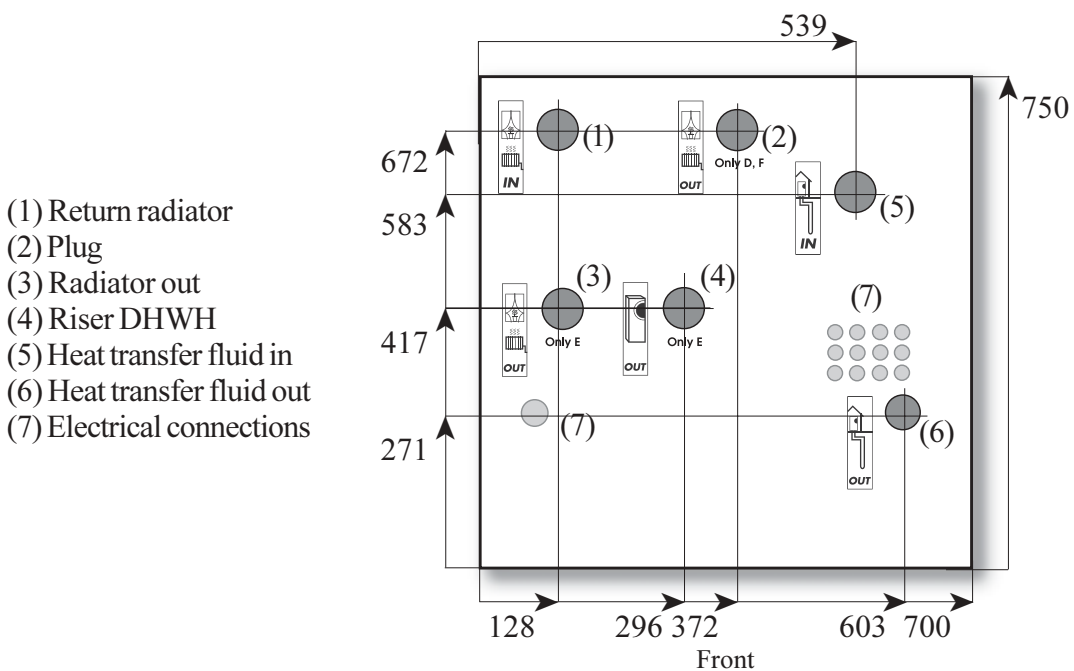 539
750
(1)
(2)
672
Only D, F
IN
OUT
(1) Return radiator
(5)
583
(2) Plug
IN
(3) Radiator out
(3)
(4)
(7)
(4) Riser DHWH
417
Only E
Only E
(5) Heat transfer fluid in
OUT
OUT
(6) Heat transfer fluid out
(7) Electrical connections
(7)
(6)
271
OUT
128
296 372
603 700
Front